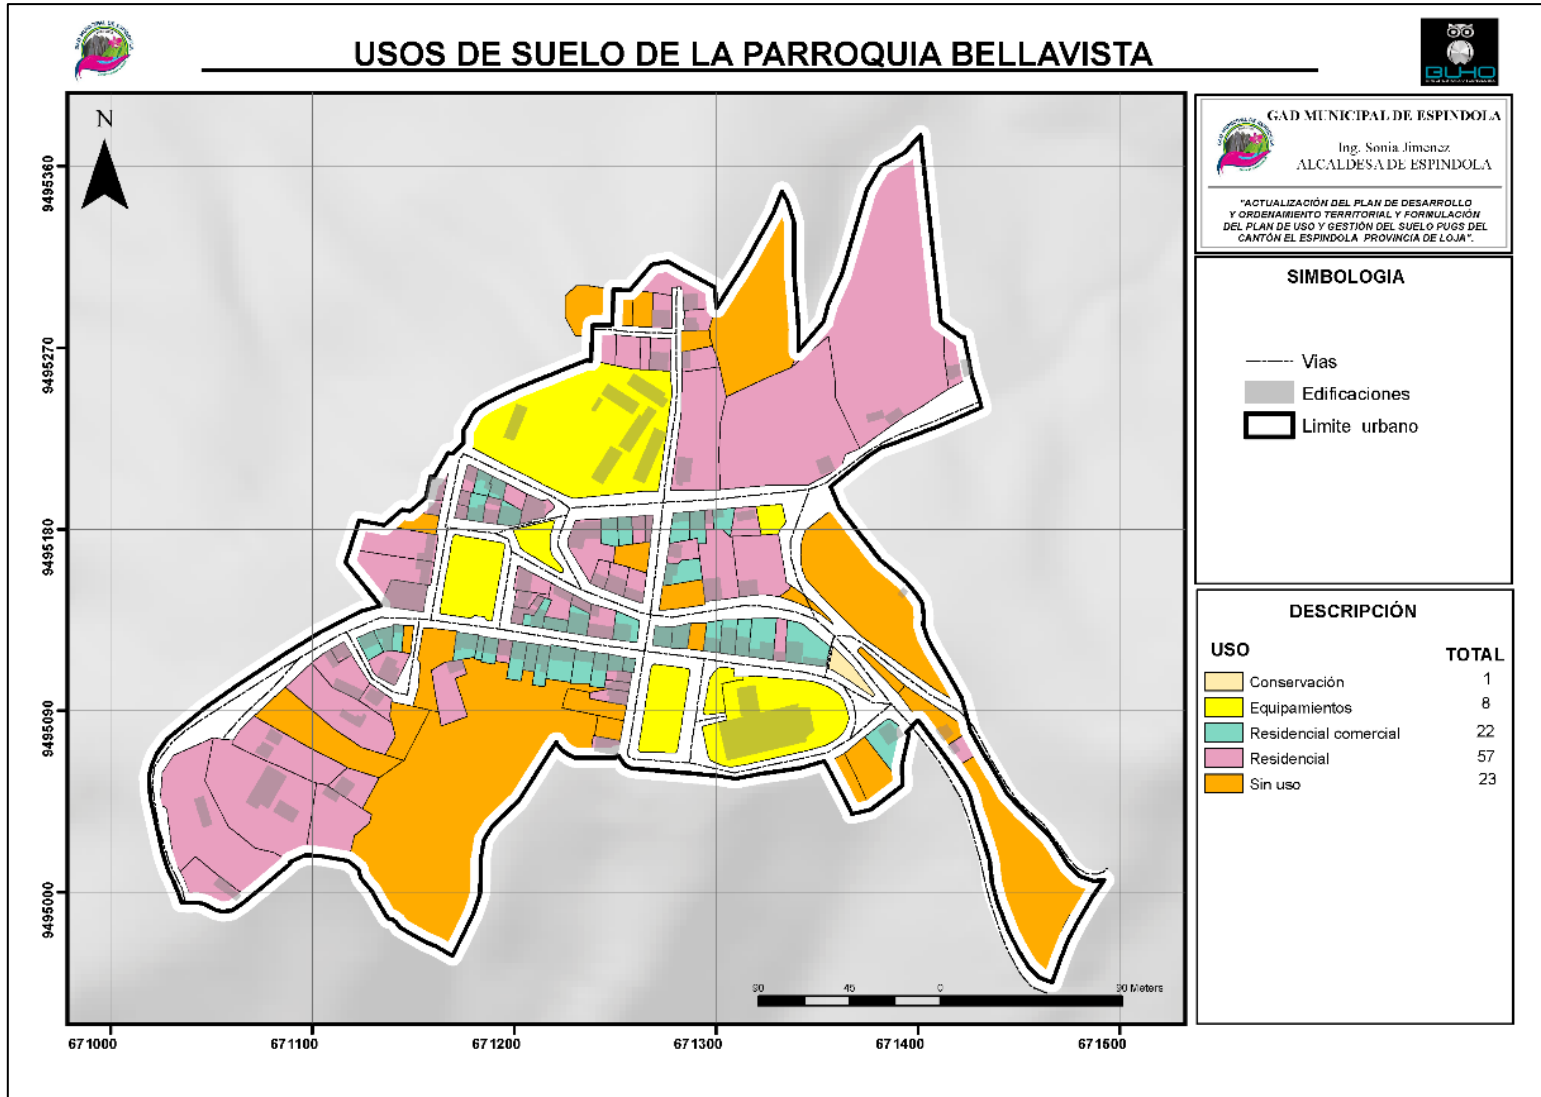 USOS DE SUELO DE LA PARROQUIA BELLAVISTA
BUHO
N
9495360
9495270
9495180
9495090
9495000
671000
671100
671200
671300
671400
671500
90
45
0
90 Meters
GAD MUNICIPAL DE ESPINDOLA
Ing. Sonia Jimenez
ALCALDESA DE ESPINDOLA
"ACTUALIZACIÓN DEL PLAN DE DESARROLLO
Y ORDENAMIENTO TERRITORIAL Y FORMULACIÓN
DEL PLAN DE USO Y GESTIÓN DEL SUELO PUGS DEL
CANTÓN EL ESPINDOLA PROVINCIA DE LOJA".
SIMBOLOGIA
Vias
Edificaciones
Limite urbano
DESCRIPCIÓN
USO TOTAL
Conservación 1
Equipamientos 8
Residencial comercial 22
Residencial 57
Sin uso 23